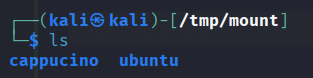 ┌──(kali㉿kali)-[/tmp/mount]
└─$ ls
cappucino  ubuntu